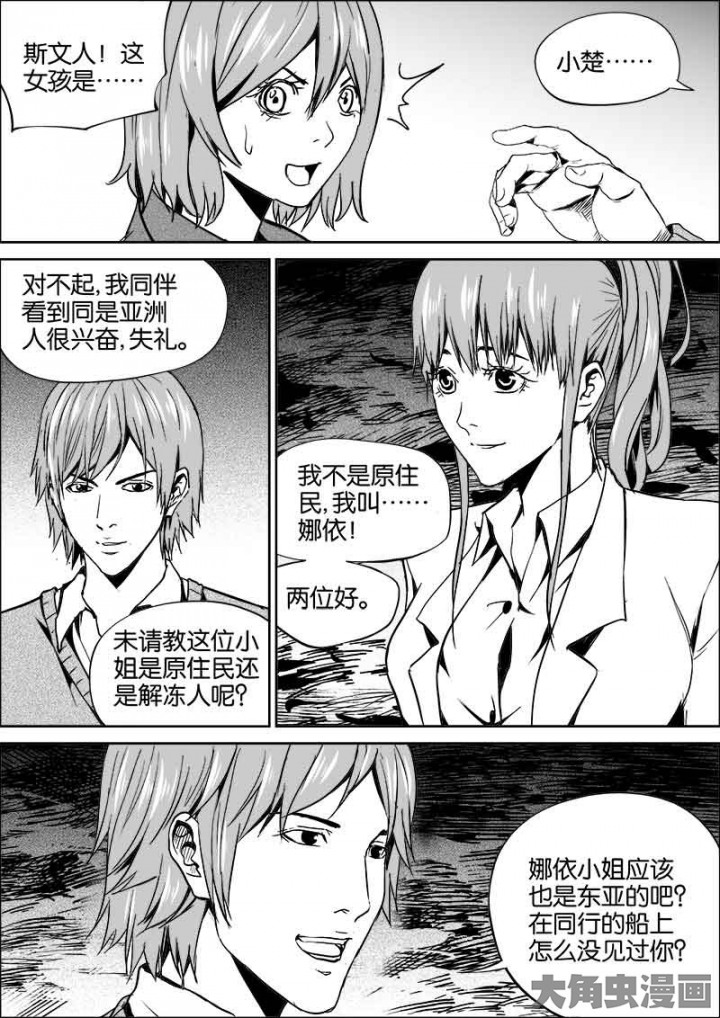 斯文人！这
女孩是……
小楚……
对不起，我同伴
看到同是亚洲
人很兴奋，失礼。
未请教这位小
姐是原住民还
是解冻人呢？
我不是原住
民，我叫……
娜依！
两位好。
娜依小姐应该
也是东亚的吧？
在同行的船上
怎么没见过你？
大角虫漫画